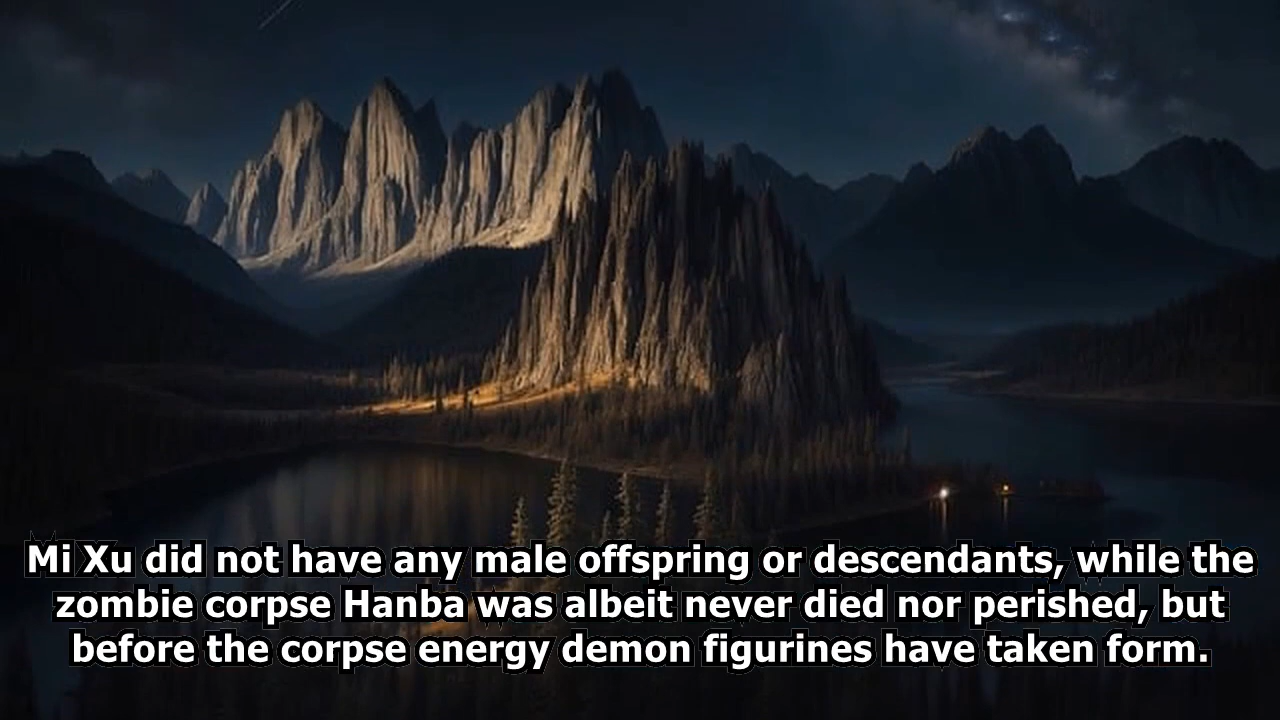 Mi Xu did not have any male offspring or descendants, while the
zombie corpse Hanba was albeit never died nor perished, but
before the corpse energy demon figurines have taken form.